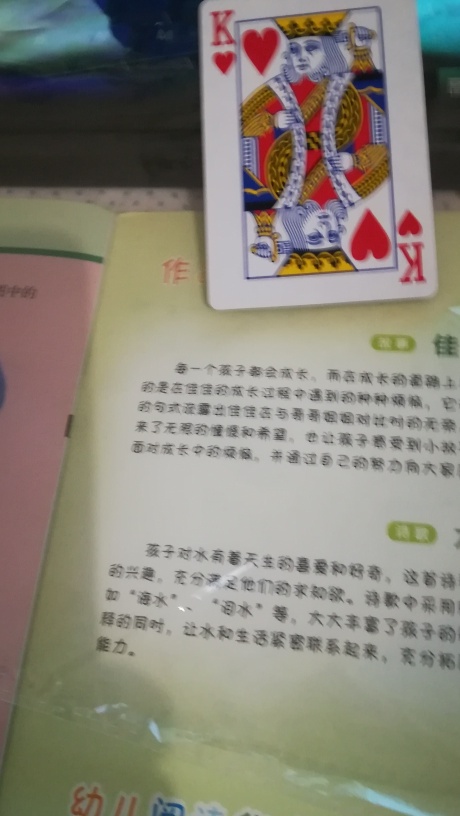 K
K
中的
作
故事 佳
每一个孩子都会成长，而在成长的道路上
的是在佳佳的成长过程中遇到的种种烦恼，它
的句式流露出佳佳在与哥哥姐姐对比时的无奈
来了无限的憧憬和希望，也让孩子感受到小孩
面对成长中的烦恼，并通过自己的努力向大家
诗歌
孩子对水有着天生的喜爱和好奇，这首诗
的兴趣，充分满足他们的求知欲。诗歌中采用
如“海水”、“泪水”等，大大丰富了孩子的
释的同时，让水和生活紧密联系起来，充分拓
能力。
幼儿阅读